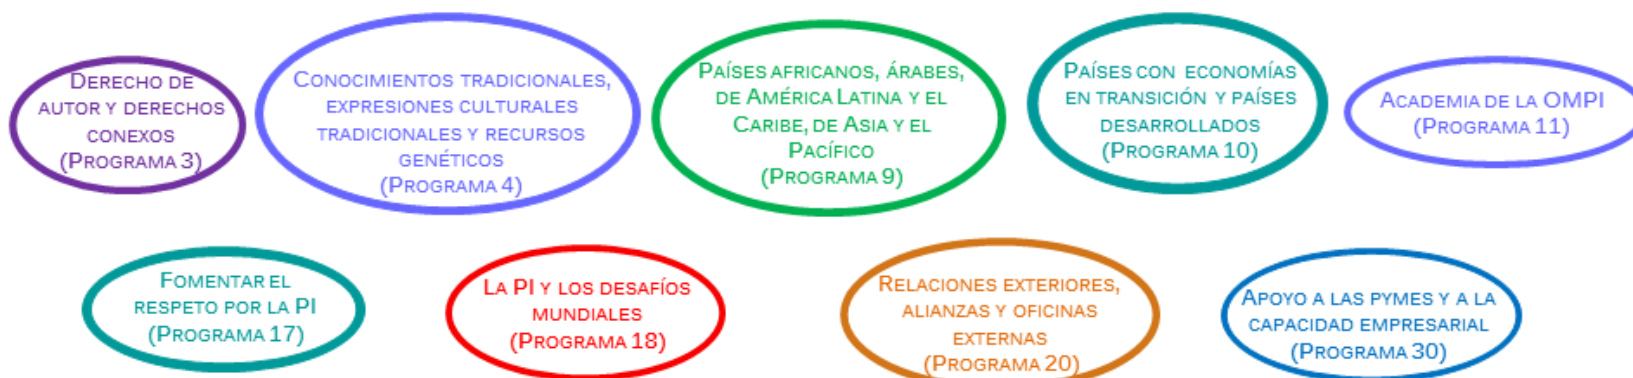 Derecho de
autor y derechos
conexos
(Programa 3)
Conocimientos tradicionales,
expresiones culturales
tradicionales y recursos
genéticos
(Programa 4)
Países africanos, árabes,
de América Latina y el
Caribe, de Asia y el
Pacífico
(Programa 9)
Países con economías
en transición y países
desarrollados
(Programa 10)
Academia de la OMPI
(Programa 11)
Fomentar el
respeto por la PI
(Programa 17)
La PI y los desafíos
mundiales
(Programa 18)
Relaciones exteriores,
alianzas y oficinas
externas
(Programa 20)
Apoyo a las pymes y a la
capacidad empresarial
(Programa 30)